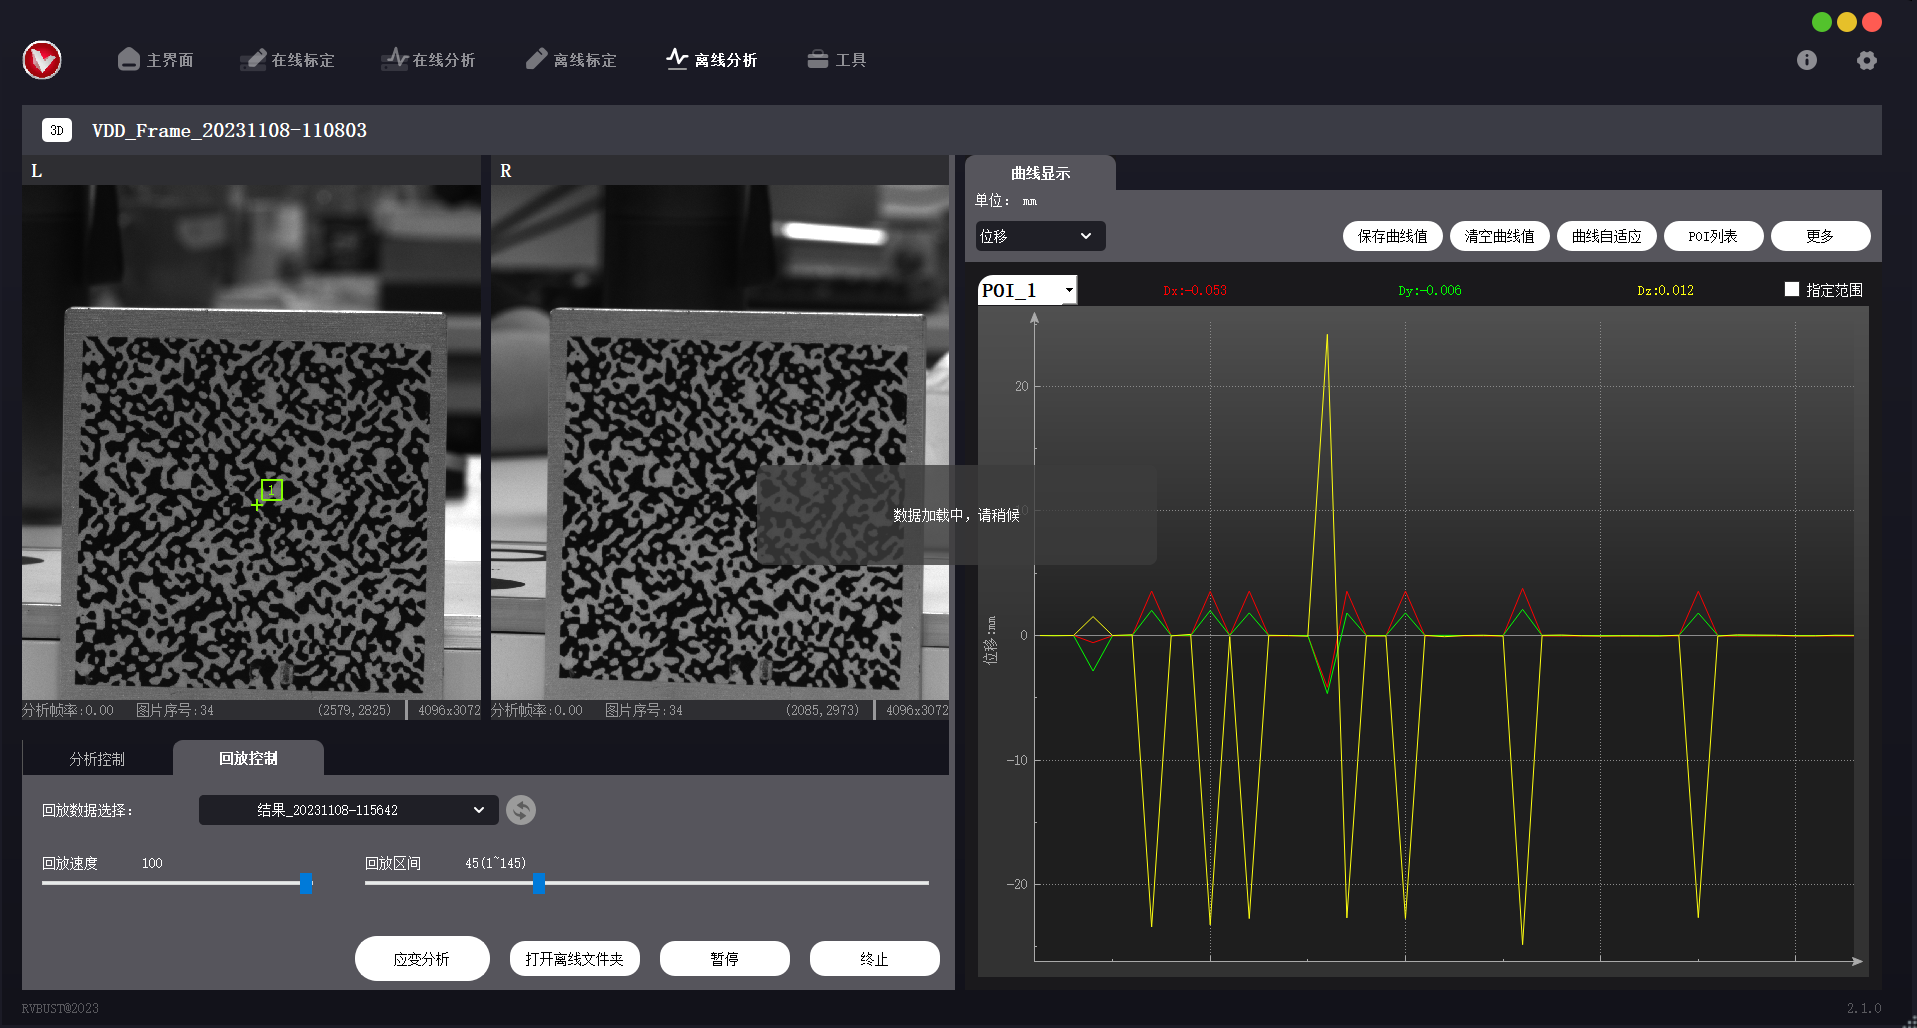 主界面
在线标定
在线分析
离线标定
离线分析
工具
3D
VDD_Frame_20231108-110803
L
R
1
分析帧率:0.00
图片序号:34
(2579,2825)
4096x3072
分析帧率:0.00
图片序号:34
(2085,2973)
4096x3072
数据加载中，请稍候
曲线显示
单位： mm
位移
保存曲线值
清空曲线值
曲线自适应
POI列表
更多
POI_1
Dx:-0.053
Dy:-0.006
Dz:0.012
指定范围
20
0
-10
-20
位移:mm
分析控制
回放控制
回放数据选择：
结果_20231108-115642
回放速度
100
回放区间
45(1~145)
应变分析
打开离线文件夹
暂停
终止
RVBUST@2023
2.1.0